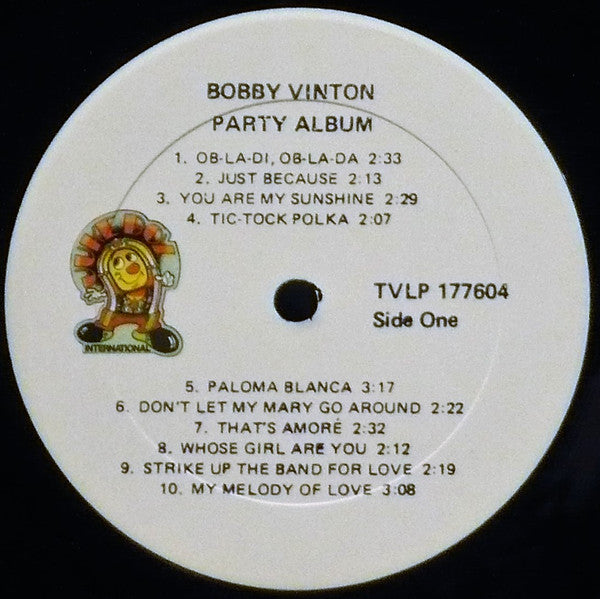 BOBBY VINTON
PARTY ALBUM
1. OB-LA-DI, OB-LA-DA 2:33
2. JUST BECAUSE 2:13
3. YOU ARE MY SUNSHINE 2:29
4. TIC-TOCK POLKA 2:07
JUKE BOX
INTERNATIONAL
TVLP 177604
Side One
5. PALOMA BLANCA 3:17
6. DON'T LET MY MARY GO AROUND 2:22
7. THAT'S AMORÉ 2:32
8. WHOSE GIRL ARE YOU 2:12
9. STRIKE UP THE BAND FOR LOVE 2:19
10. MY MELODY OF LOVE 3:08